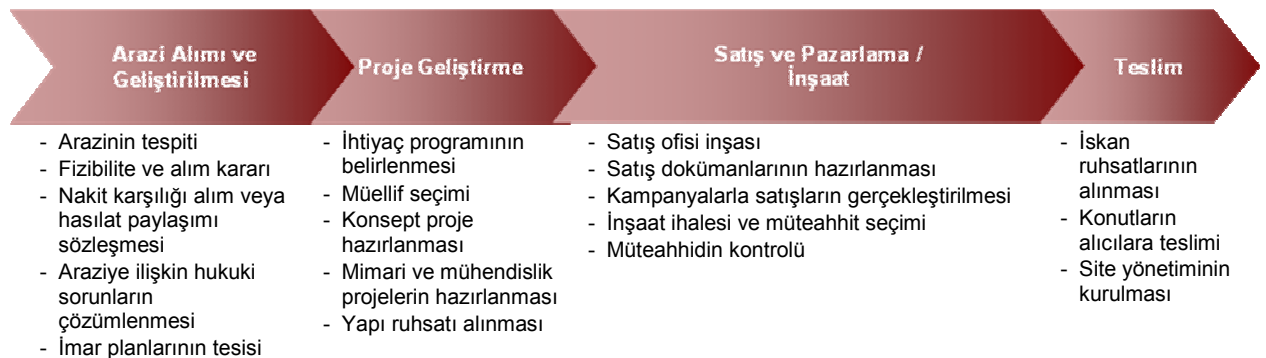 Arazi Alımı ve
Geliştirilmesi
Proje Geliştirme
Satış ve Pazarlama /
İnşaat
Teslim
- Arazinin tespiti
- Fizibilite ve alım kararı
- Nakit karşılığı alım veya
hasılat paylaşımı
sözleşmesi
- Araziye ilişkin hukuki
sorunların
çözümlenmesi
- İmar planlarının tesisi
- İhtiyaç programının
belirlenmesi
- Müellif seçimi
- Konsept proje
hazırlanması
- Mimari ve mühendislik
projelerin hazırlanması
- Yapı ruhsatı alınması
- Satış ofisi inşası
- Satış dokümanlarının hazırlanması
- Kampanyalarla satışların gerçekleştirilmesi
- İnşaat ihalesi ve müteahhit seçimi
- Müteahhidin kontrolü
- İskan
ruhsatlarının
alınması
- Konutların
alıcılara teslimi
- Site yönetiminin
kurulması